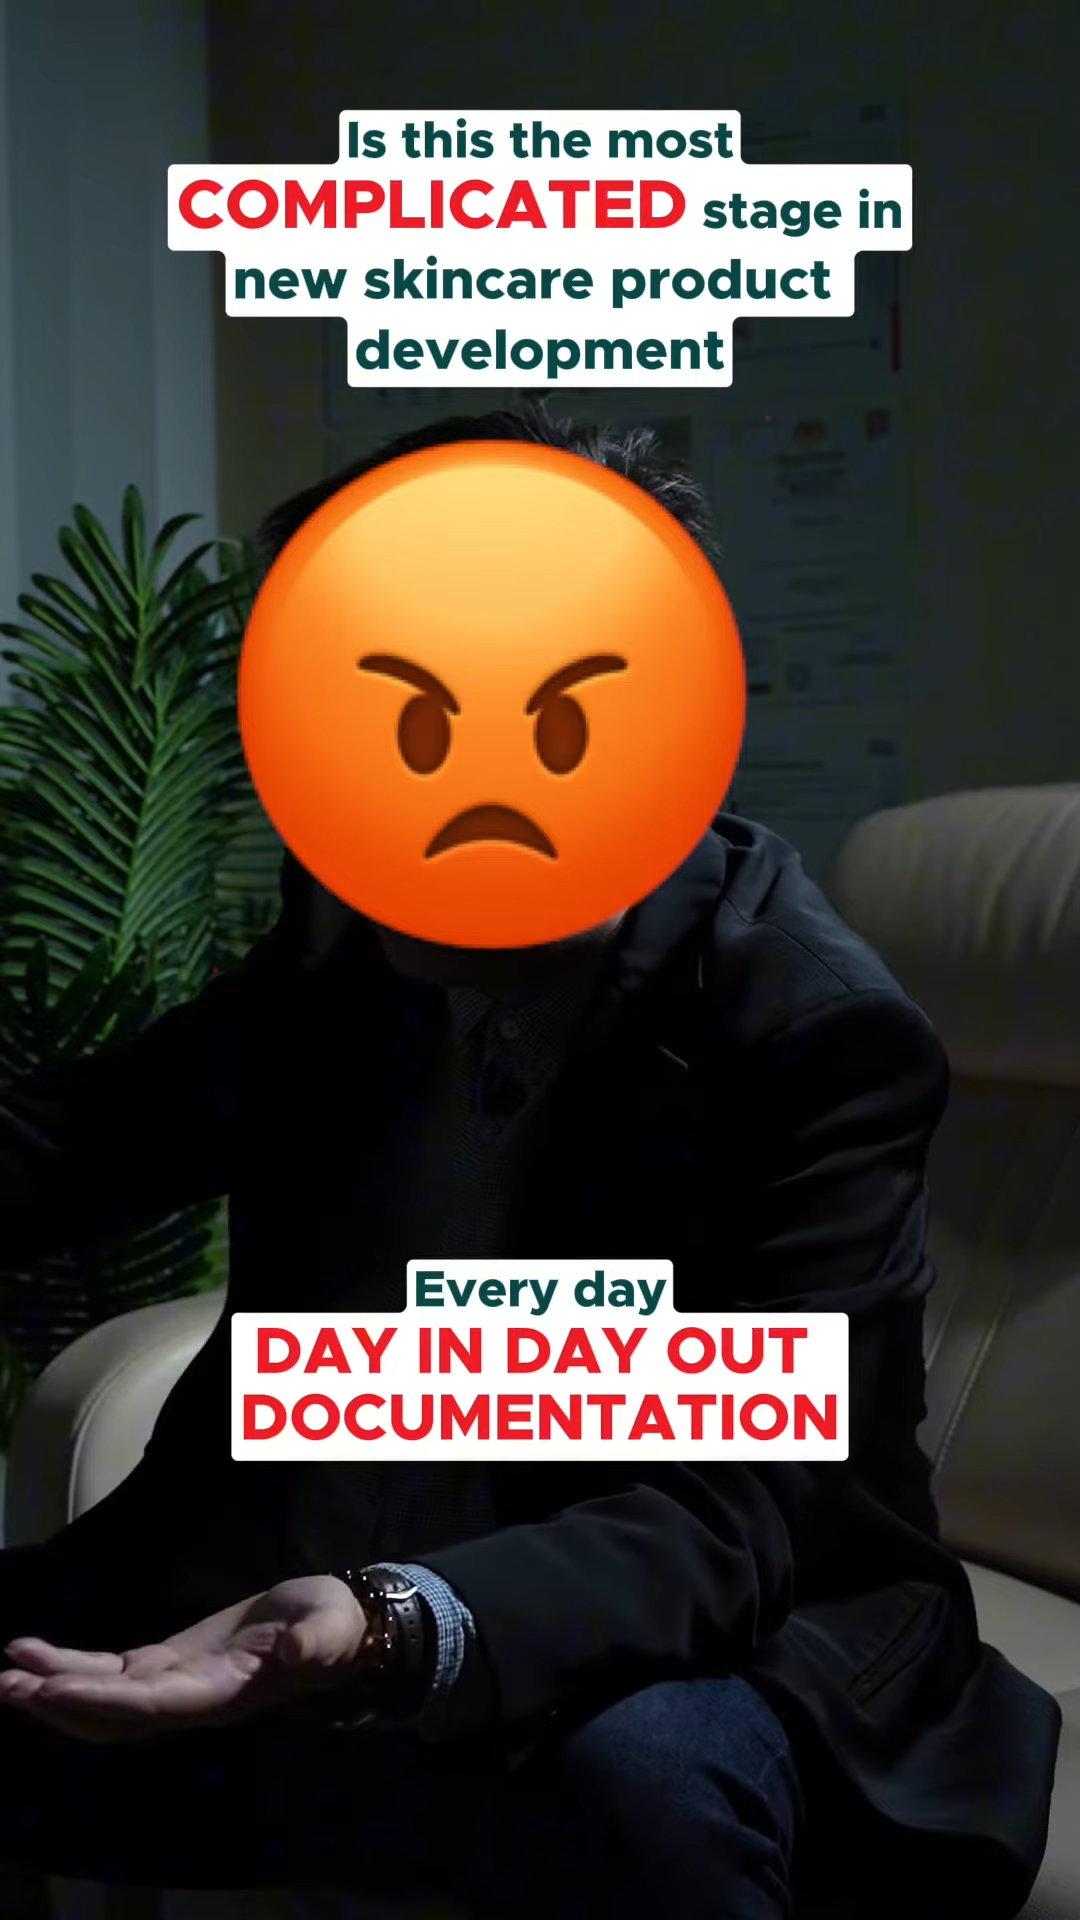 Is this the most
COMPLICATED stage in
new skincare product
development
Every day
DAY IN DAY OUT
DOCUMENTATION